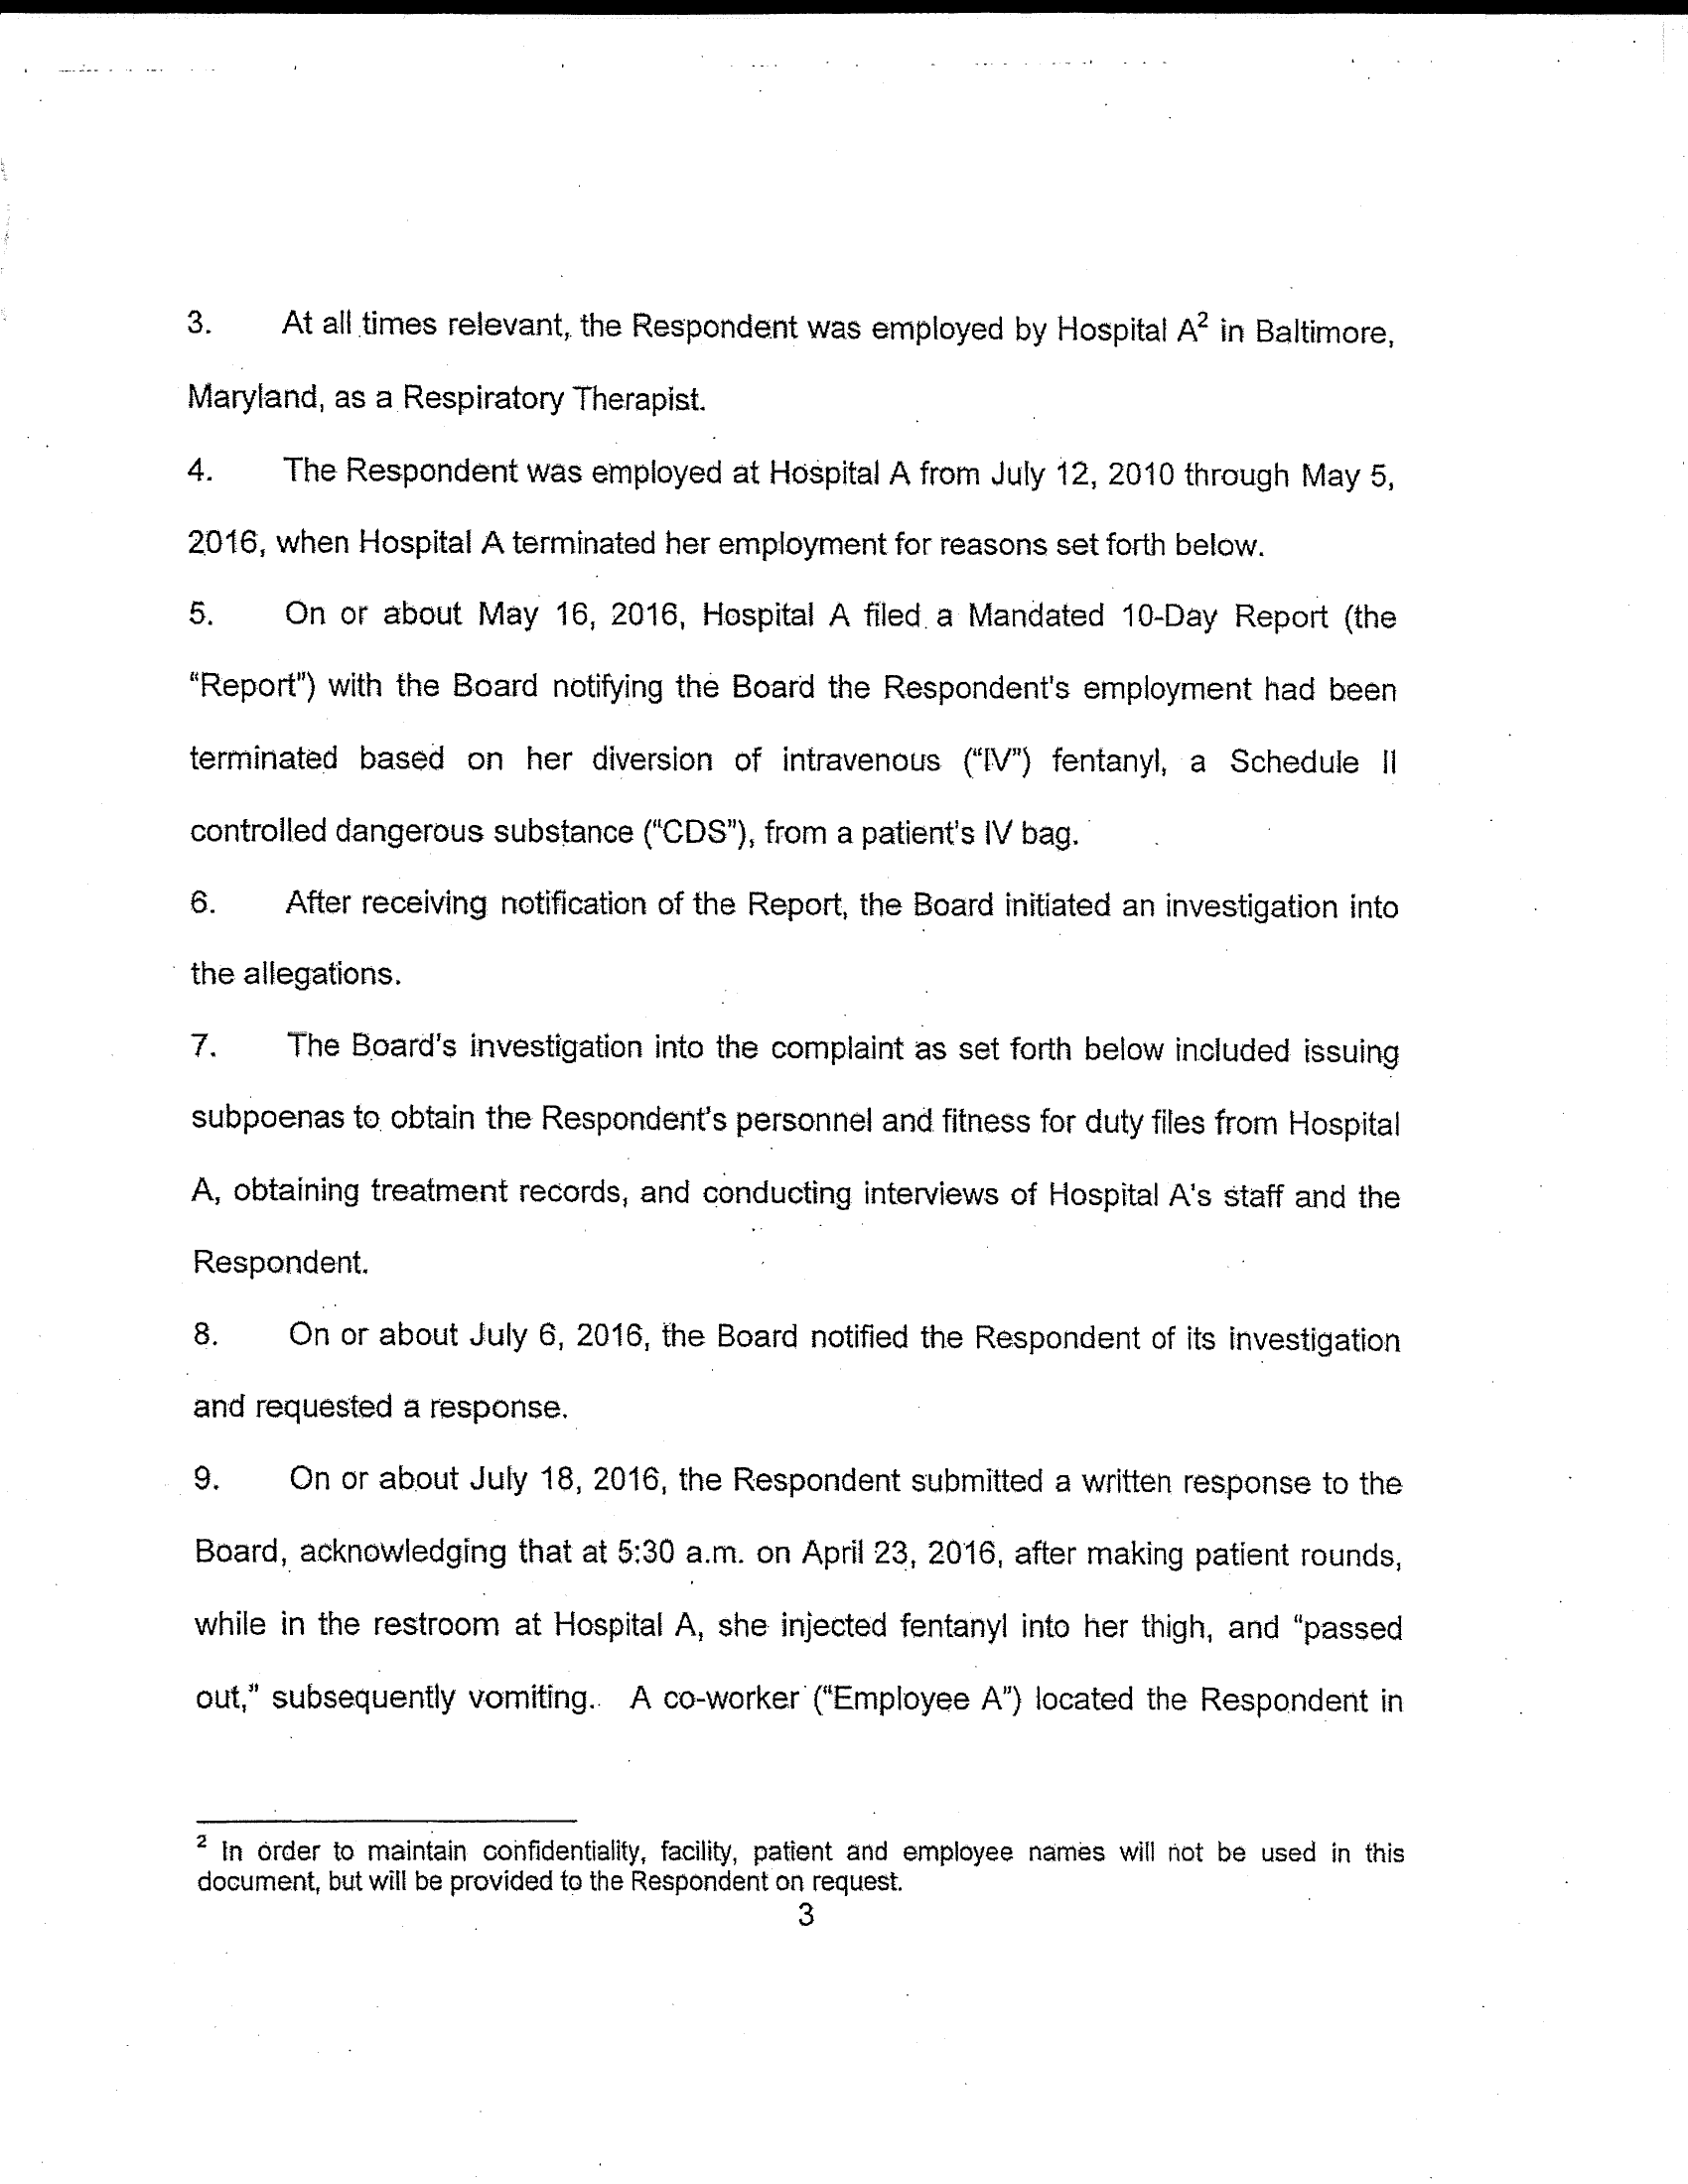 3. At all times relevant, the Respondent was employed by Hospital A² in Baltimore,
Maryland, as a Respiratory Therapist.
4. The Respondent was employed at Hospital A from July 12, 2010 through May 5,
2016, when Hospital A terminated her employment for reasons set forth below.
5. On or about May 16, 2016, Hospital A filed a Mandated 10-Day Report (the
“Report”) with the Board notifying the Board the Respondent's employment had been
terminated based on her diversion of intravenous (“IV”) fentanyl, a Schedule II
controlled dangerous substance (“CDS”), from a patient's IV bag.
6. After receiving notification of the Report, the Board initiated an investigation into
the allegations.
7. The Board's investigation into the complaint as set forth below included issuing
subpoenas to obtain the Respondent's personnel and fitness for duty files from Hospital
A, obtaining treatment records, and conducting interviews of Hospital A's staff and the
Respondent.
8. On or about July 6, 2016, the Board notified the Respondent of its investigation
and requested a response.
9. On or about July 18, 2016, the Respondent submitted a written response to the
Board, acknowledging that at 5:30 a.m. on April 23, 2016, after making patient rounds,
while in the restroom at Hospital A, she injected fentanyl into her thigh, and “passed
out,” subsequently vomiting. A co-worker (“Employee A”) located the Respondent in
² In order to maintain confidentiality, facility, patient and employee names will not be used in this
document, but will be provided to the Respondent on request.
3